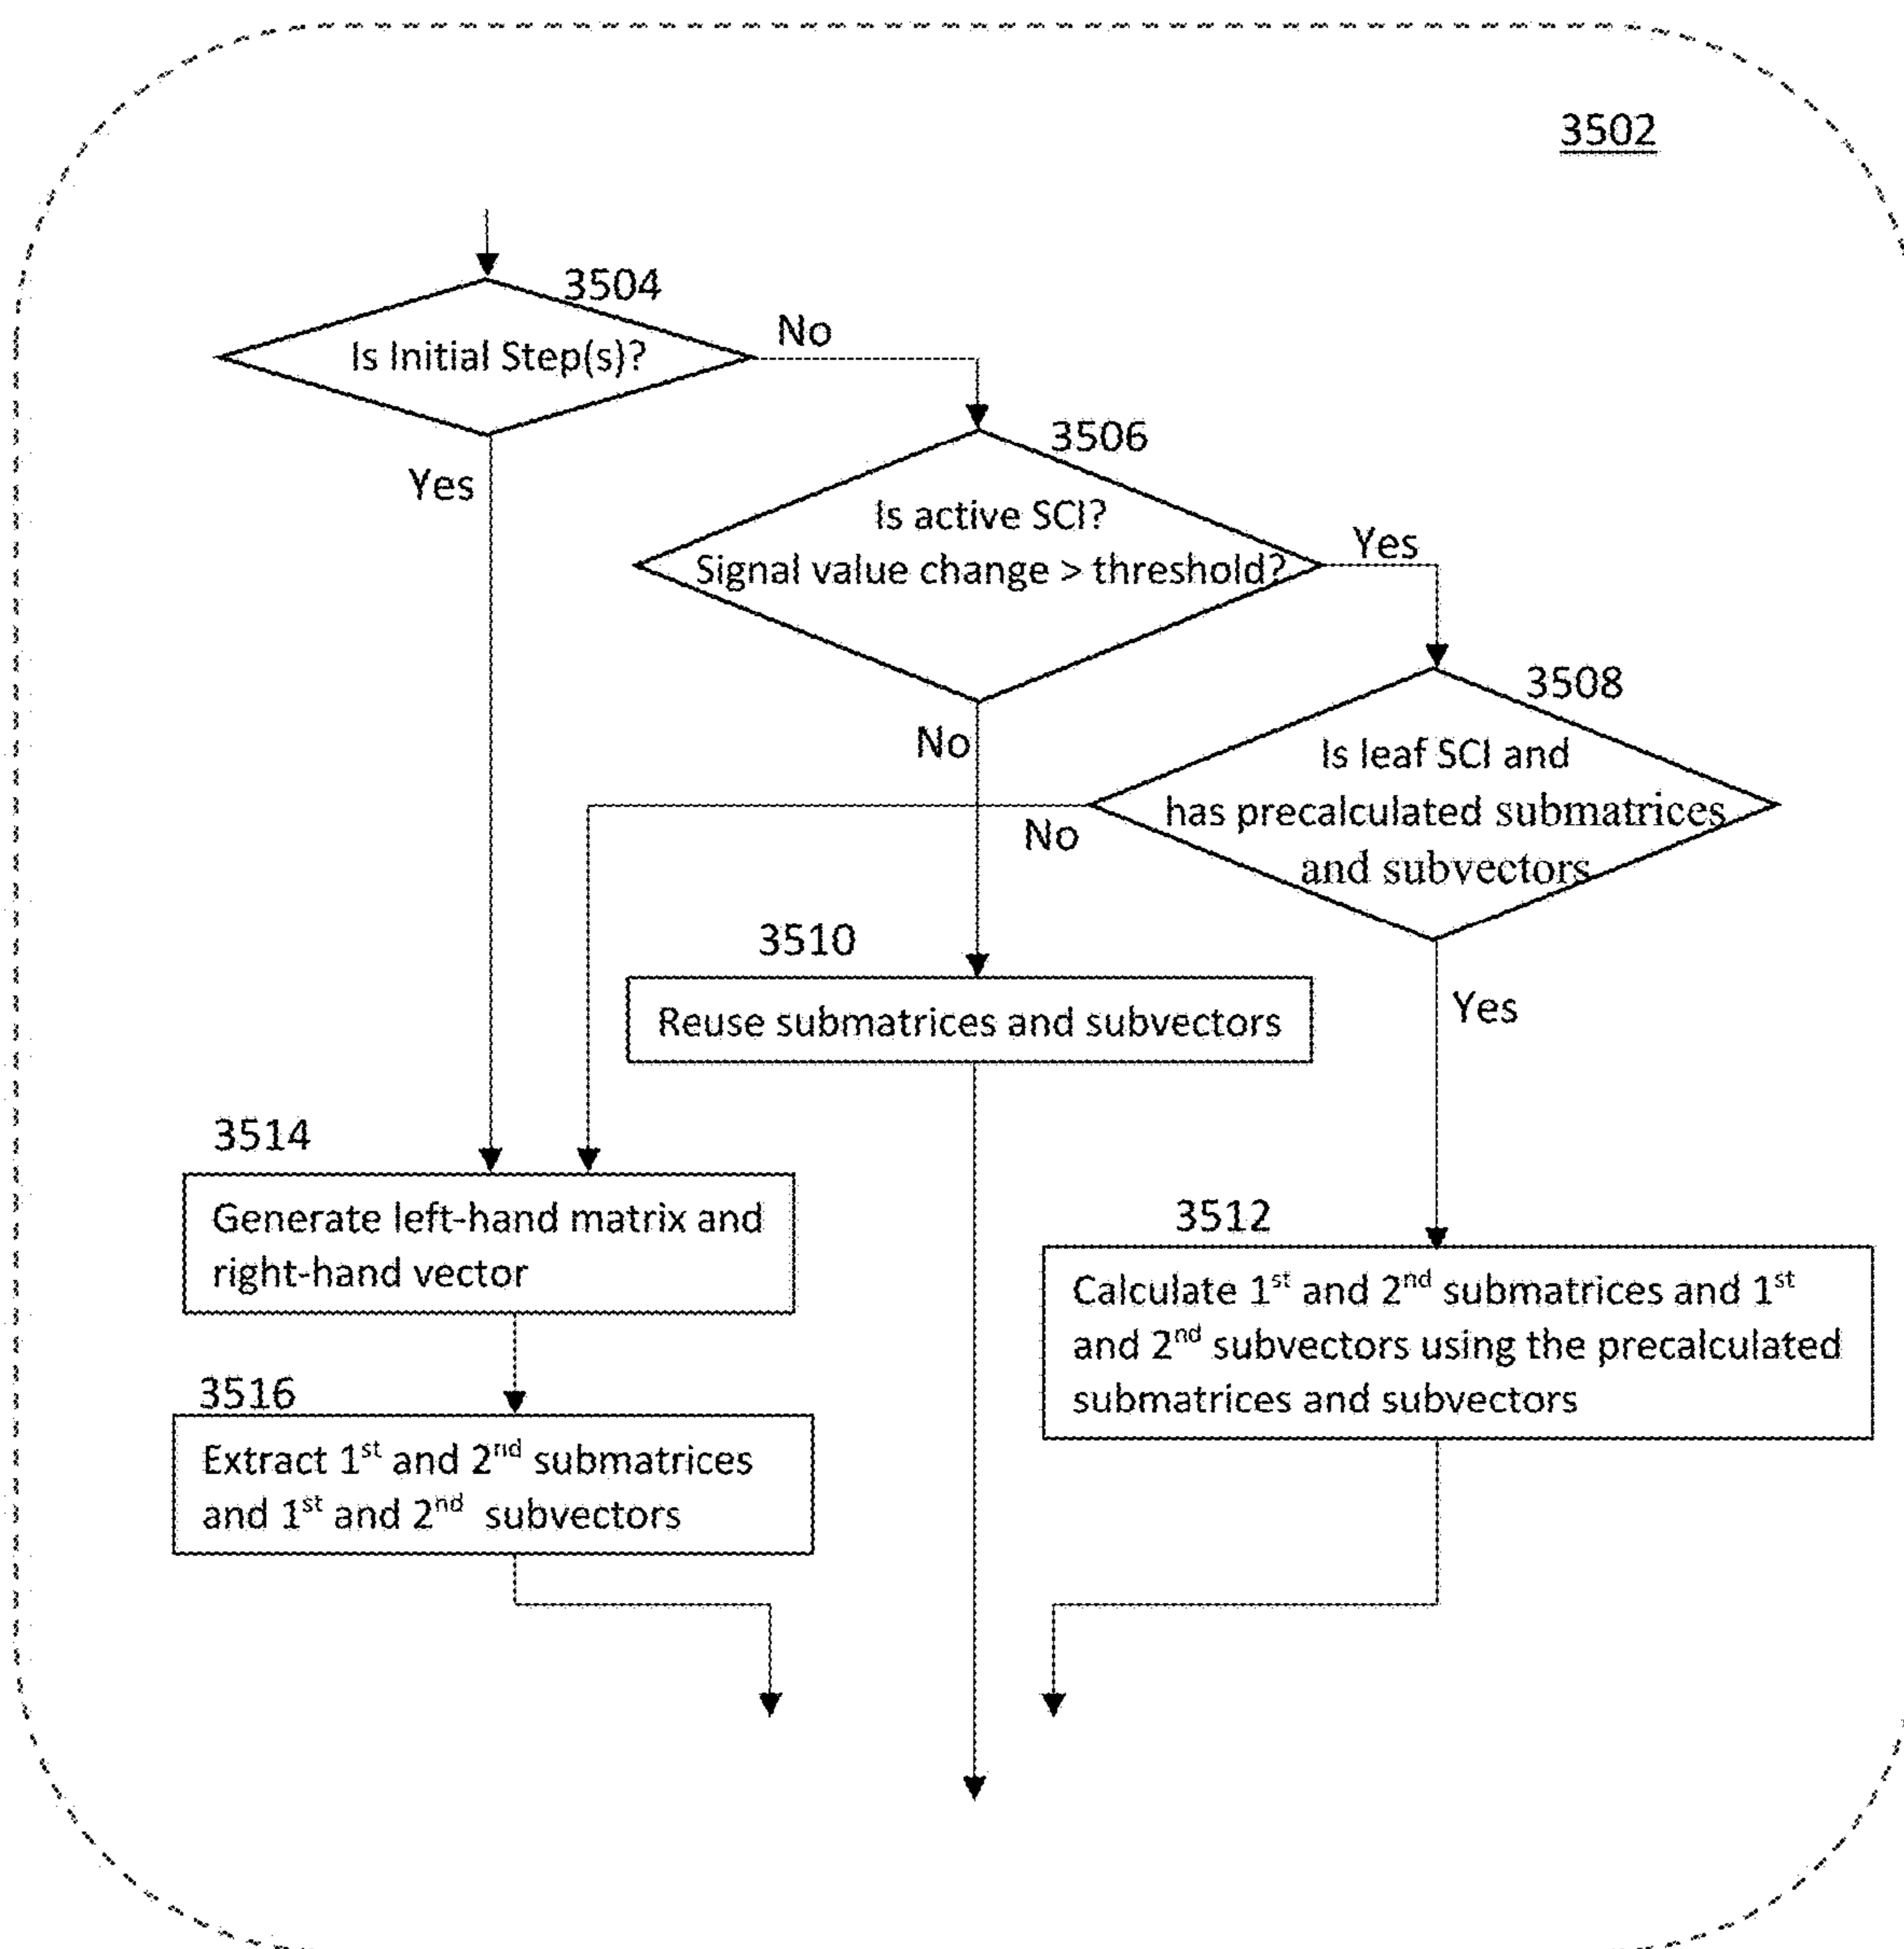 3502
3504
Is Initial Step(s)?
No
Yes
3506
Is active SCI?
Signal value change > threshold?
Yes
No
3508
Is leaf SCI and
has precalculated submatrices
and subvectors
No
Yes
3510
Reuse submatrices and subvectors
3514
Generate left-hand matrix and
right-hand vector
3512
Calculate 1st and 2nd submatrices and 1st
and 2nd subvectors using the precalculated
submatrices and subvectors
3516
Extract 1st and 2nd submatrices
and 1st and 2nd subvectors